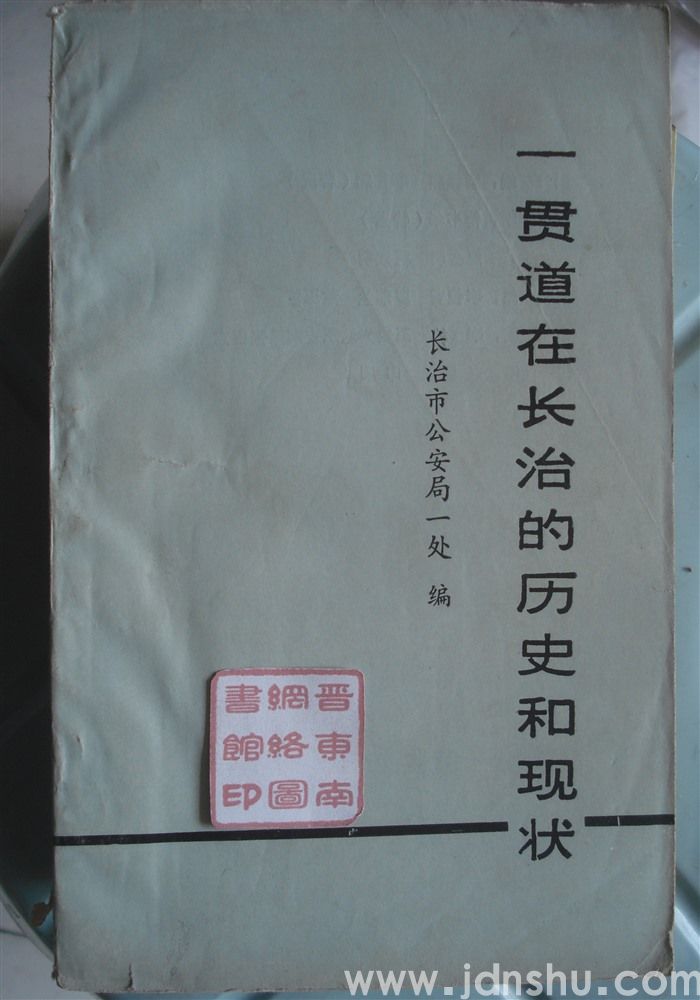 一贯道在长治的历史和现状
长治市公安局一处 编
晋東南
網絡圖
書館印
www.jdnshu.com